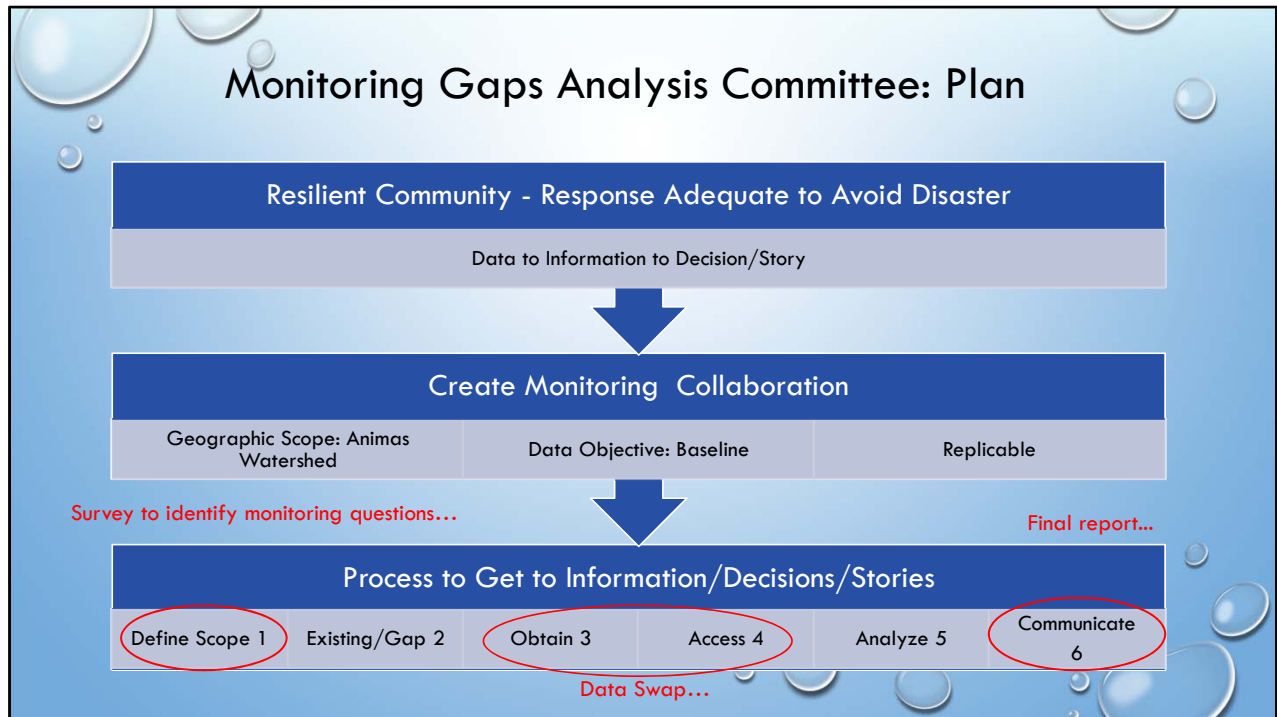 Monitoring Gaps Analysis Committee: Plan
Resilient Community - Response Adequate to Avoid Disaster
Data to Information to Decision/Story
Create Monitoring Collaboration
Geographic Scope: Animas
Watershed
Data Objective: Baseline
Replicable
Survey to identify monitoring questions…
Final report...
Process to Get to Information/Decisions/Stories
Define Scope 1
Existing/Gap 2
Obtain 3
Access 4
Analyze 5
Communicate
6
Data Swap…